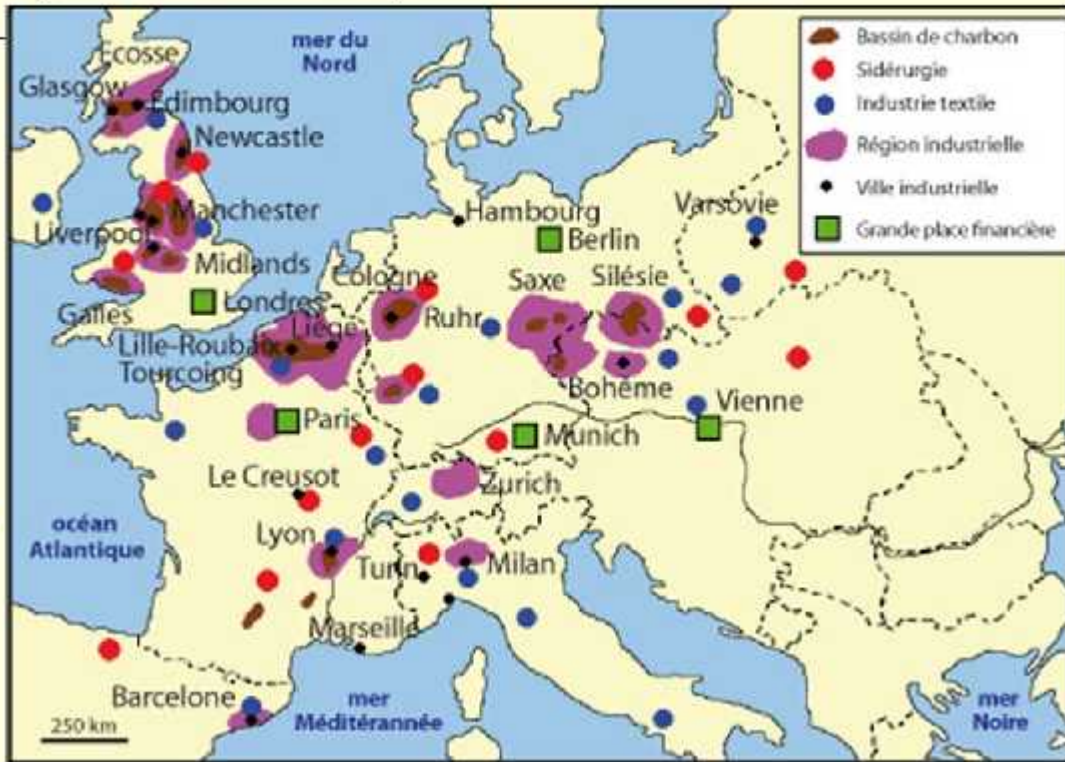 mer du
Nord
Bassin de charbon
Sidérurgie
Industrie textile
Région industrielle
Ville industrielle
Grande place financière
Ecosse
Glasgow
Edimbourg
Newcastle
Manchester
Liverpool
Midlands
Galles
Londres
Hambourg
Berlin
Varsovie
Cologne
Ruhr
Saxe
Silésie
Liège
Lille-Roubaix
Tourcoing
Bohême
Paris
Munich
Vienne
Le Creusot
Zurich
océan
Atlantique
Lyon
Turin
Milan
Marseille
Barcelone
mer
Méditérannée
mer
Noire
250 km